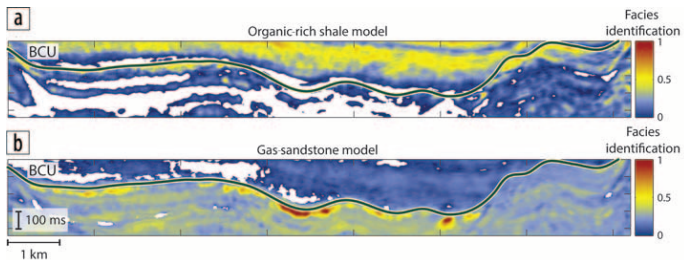 a
Organic-rich shale model
Facies
identification
BCU
1
0.5
0
b
Gas-sandstone model
Facies
identification
BCU
1
0.5
0
100 ms
1 km